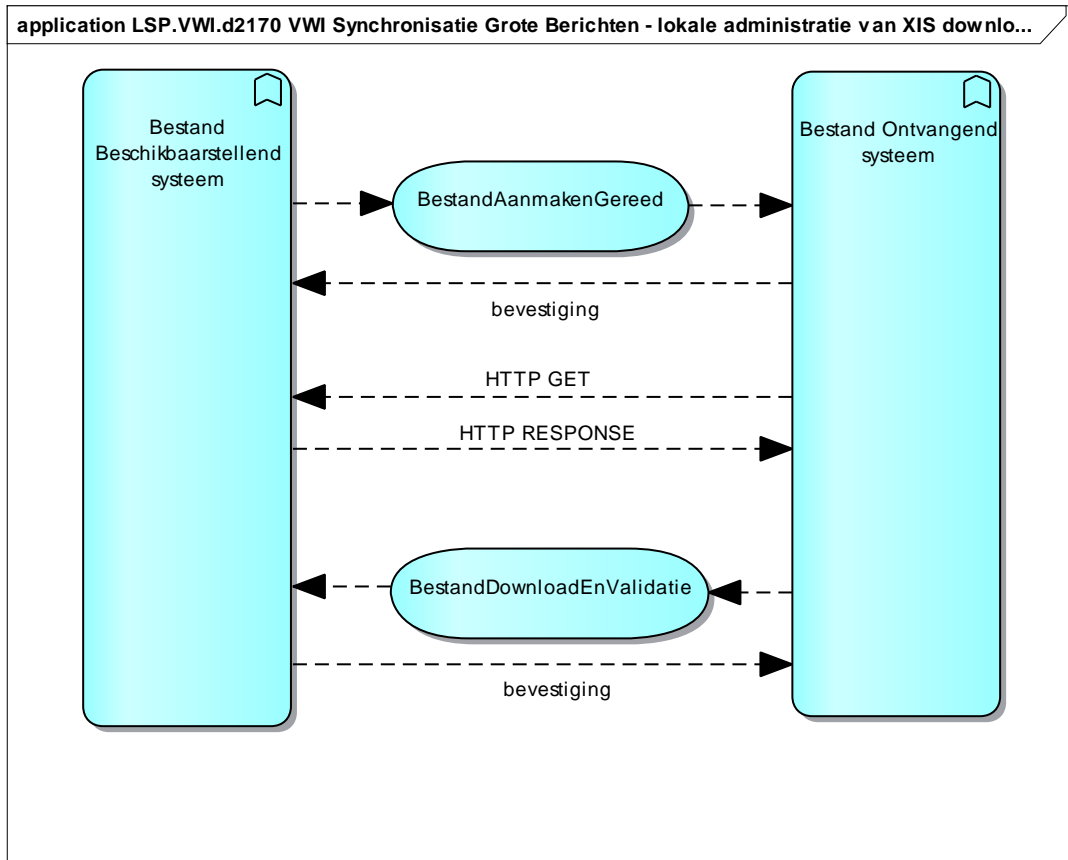 application LSP.VWI.d2170 VWI Synchronisatie Grote Berichten - lokale administratie van XIS downlo...
Bestand
Beschikbaarstellend
systeem
Bestand Ontvangend
systeem
BestandAanmakenGereed
bevestiging
HTTP GET
HTTP RESPONSE
BestandDownloadEnValidatie
bevestiging